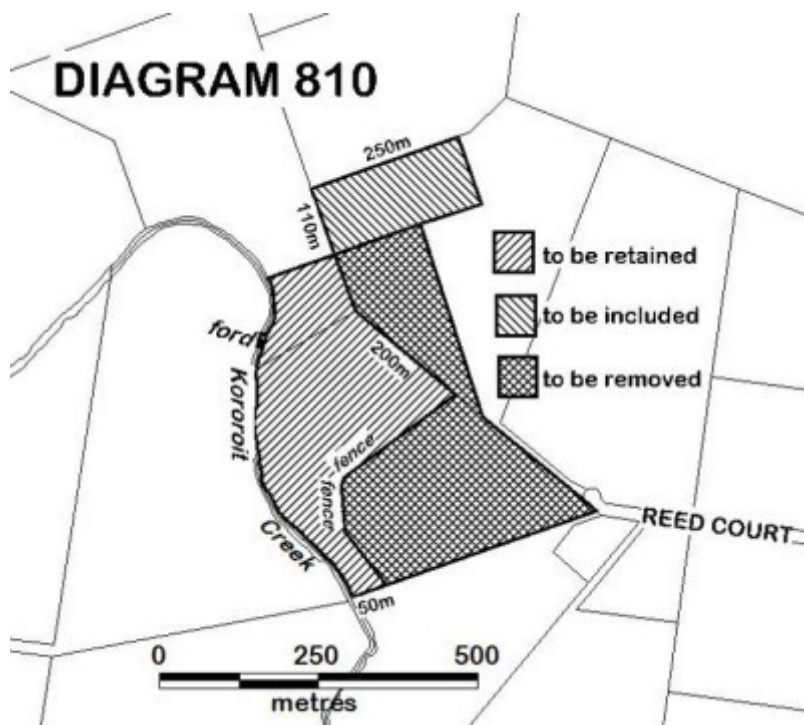 DIAGRAM 810
250m
110m
to be retained
to be included
to be removed
ford
200m
Kororoit
Creek
fence
fence
REED COURT
50m
0 250 500
metres